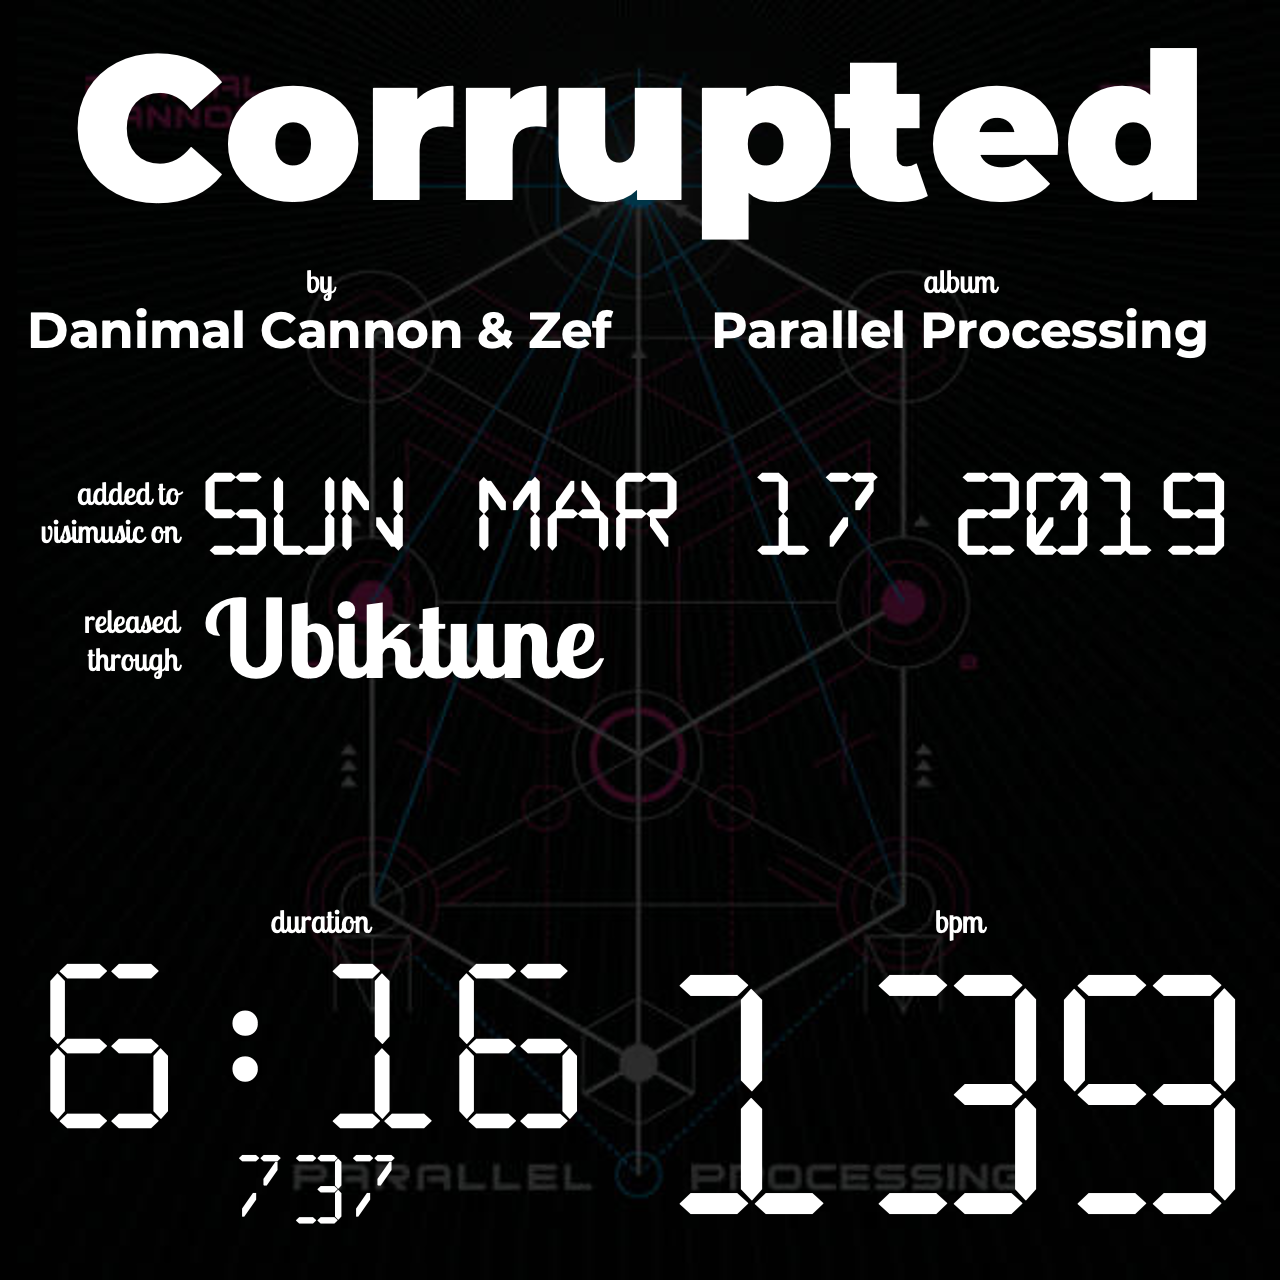 Corrupted
by
Danimal Cannon & Zef
album
Parallel Processing
added to
visimusic on
SUN MAR 17 2019
released
through
Ubiktune
duration
6:16
737
bpm
139
PARALLEL PROCESSING